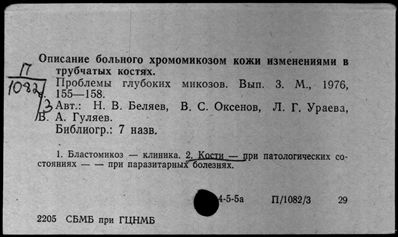 Описание больного хромомикозом кожи изменениями в
трубчатых костях.
П
1082/3
Проблемы глубоких микозов. Вып. 3. М., 1976,
155—158.
Авт.: Н. В. Беляев, В. С. Оксенов, Л. Г. Ураева,
В. А. Гуляев.
Библиогр.: 7 назв.
1. Бластомикоз — клиника. 2. Кости — при патологических со-
стояниях — — при паразитарных болезнях.
4-5-5а П/1082/3 29
2205 СБМБ при ГЦНМБ